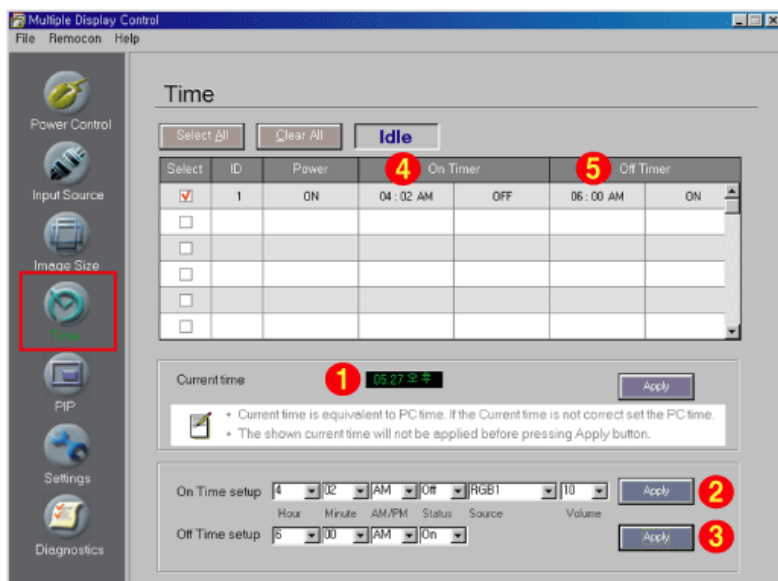 Multiple Display Control
File Remocon Help
Power Control
Input Source
Image Size
Time
PIP
Settings
Diagnostics
Time
Select All Clear All Idle
Select ID Power 4 On Timer 5 Off Timer
1 ON 04 : 02 AM OFF 06 : 00 AM ON
Current time 1 05:27 오후 Apply
+ Current time is equivalent to PC time. If the Current time is not correct set the PC time.
+ The shown current time will not be applied before pressing Apply button.
On Time setup 4 02 AM Off RGB1 10 Apply 2
Hour Minute AM/PM Status Source Volume
Off Time setup 6 00 AM On Apply 3